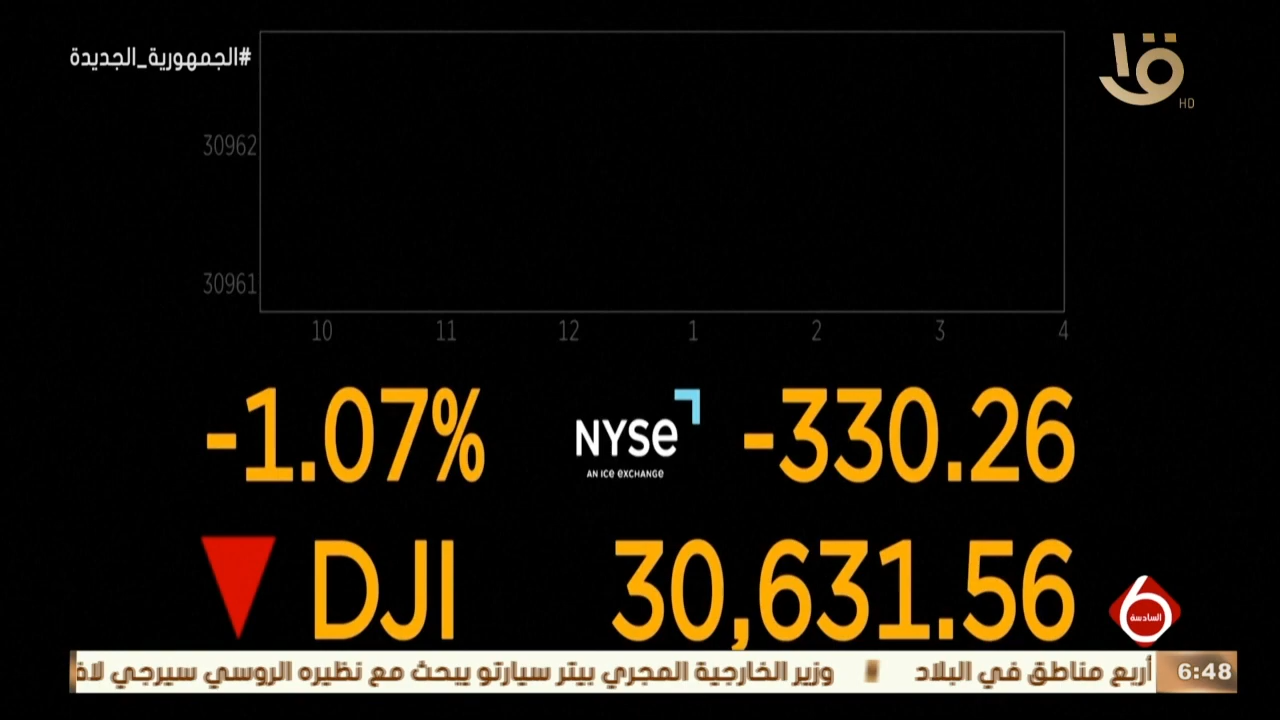 #الجمهورية_الجديدة
HD
30962
30961
10 11 12 1 2 3 4
-1.07% NYSE -330.26
AN ICE EXCHANGE
DJI 30,631.56
6 السادسة
6:48 أربع مناطق في البلاد وزير الخارجية المجري بيتر سيارتو يبحث مع نظيره الروسي سيرجي